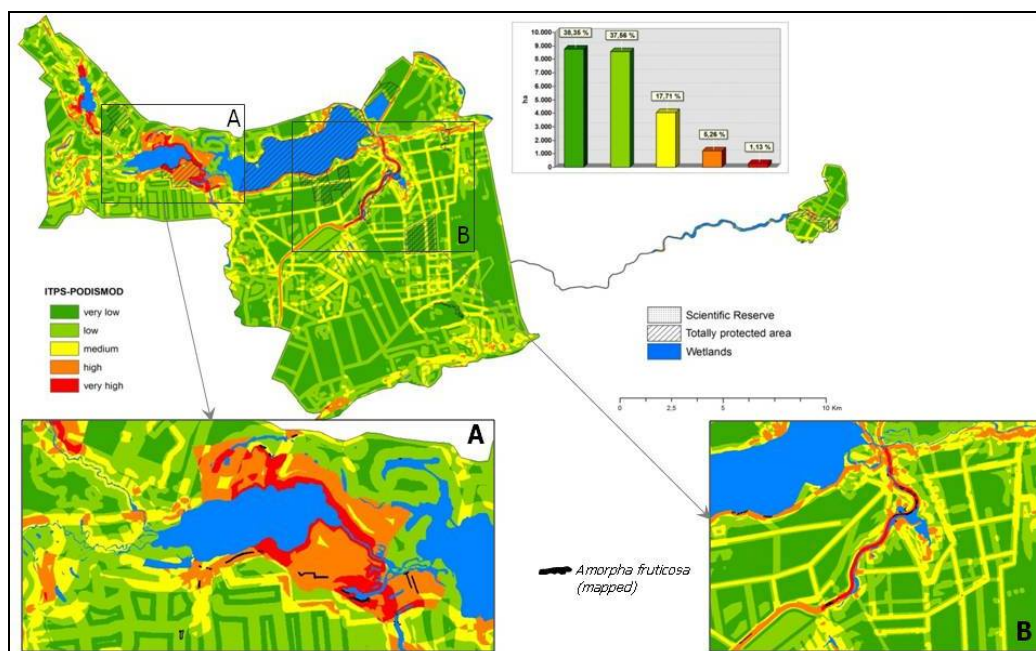 10.000
9.000
8.000
7.000
6.000
5.000
4.000
3.000
2.000
1.000
0
ha
38,35 %
37,56 %
17,71 %
5,26 %
1,13 %
A
B
ITPS-PODISMOD
very low
low
medium
high
very high
Scientific Reserve
Totally protected area
Wetlands
0 2,5 5 10 Km
A
Amorpha fruticosa
(mapped)
B